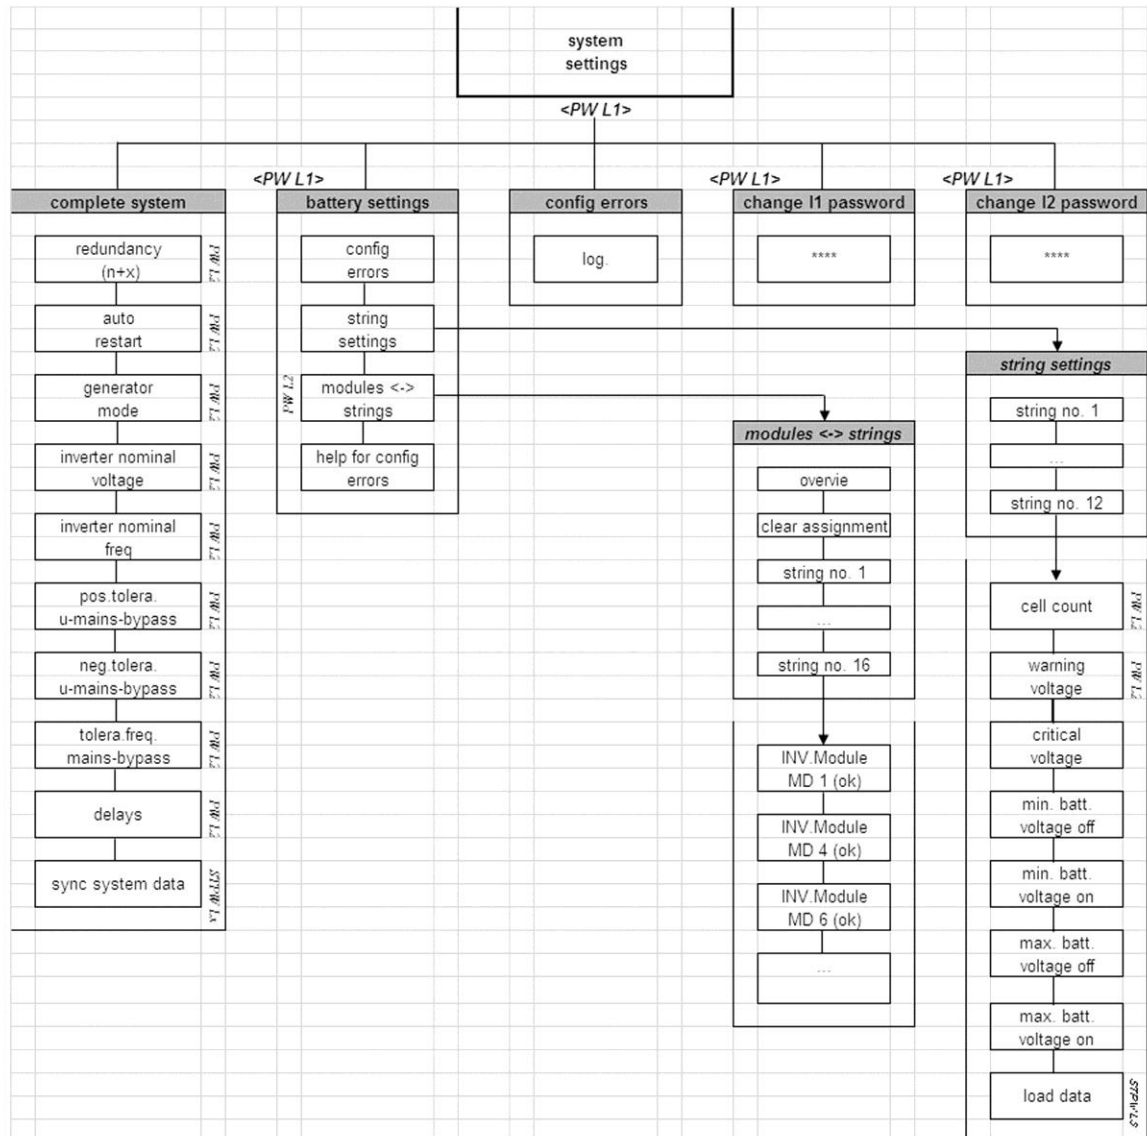 system
settings
<PW L1>
<PW L1>
<PW L1>
<PW L1>
complete system
redundancy
(n+x)
PW L2
auto
restart
PW L2
generator
mode
PW L2
inverter nominal
voltage
PW L2
inverter nominal
freq
PW L2
pos.tolera.
u-mains-bypass
PW L2
neg.tolera.
u-mains-bypass
PW L2
tolera.freq.
mains-bypass
PW L2
delays
PW L2
sync system data
battery settings
config
errors
string
settings
PW L2
modules <->
strings
help for config
errors
config errors
log.
change l1 password
****
change l2 password
****
modules <-> strings
overvie
clear assignment
string no. 1
...
string no. 16
INV.Module
MD 1 (ok)
INV.Module
MD 4 (ok)
INV.Module
MD 6 (ok)
...
string settings
string no. 1
...
string no. 12
cell count
PW L2
warning
voltage
PW L2
critical
voltage
min. batt.
voltage off
min. batt.
voltage on
max. batt.
voltage off
max. batt.
voltage on
load data